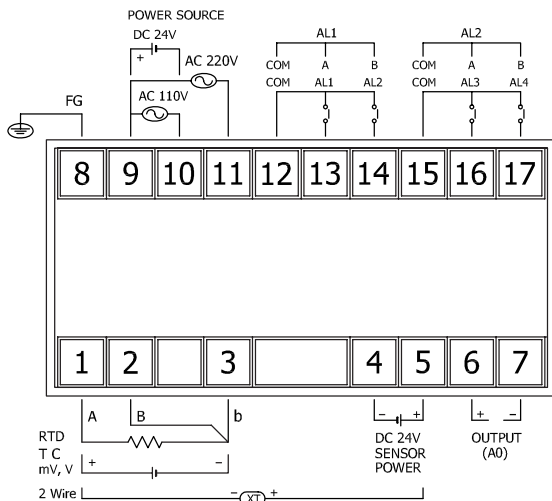 POWER SOURCE
DC 24V
+
AC 220V
AC 110V
FG
AL1
COM A B
COM AL1 AL2
AL2
COM A B
COM AL3 AL4
8 9 10 11 12 13 14 15 16 17
1 2 3 4 5 6 7
A B b
RTD
T C
mV, V
+ −
− +
DC 24V
SENSOR
POWER
+ −
OUTPUT
(A0)
2 Wire
− XT +